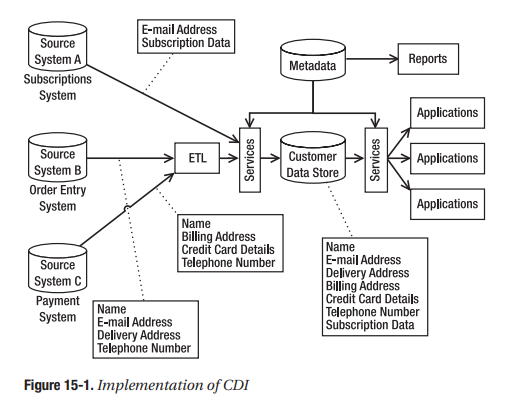 Source
System A
Subscriptions
System
E-mail Address
Subscription Data
Metadata
Reports
Source
System B
Order Entry
System
ETL
Services
Customer
Data Store
Services
Applications
Applications
Applications
Source
System C
Payment
System
Name
Billing Address
Credit Card Details
Telephone Number
Name
E-mail Address
Delivery Address
Telephone Number
Name
E-mail Address
Delivery Address
Billing Address
Credit Card Details
Telephone Number
Subscription Data
Figure 15-1. Implementation of CDI